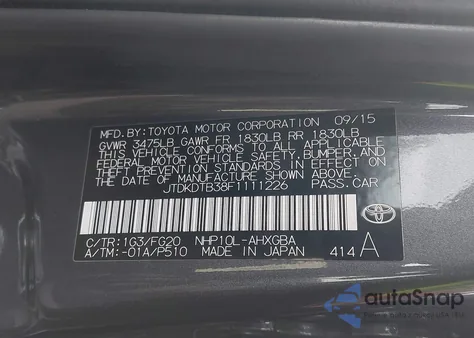 MFD.BY:TOYOTA MOTOR CORPORATION 09/15
GVWR 3475LB GAWR FR 1830LB RR 1830LB
THIS VEHICLE CONFORMS TO ALL APPLICABLE
FEDERAL MOTOR VEHICLE SAFETY,BUMPER,AND
THEFT PREVENTION STANDARDS IN EFFECT ON
THE DATE OF MANUFACTURE SHOWN ABOVE.
JTDKDTB38F1111226 PASS.CAR
C/TR:1G3/FG20 NHP10L-AHXGBA
A/TM:-01A/P510 MADE IN JAPAN 414 A
autaSnap